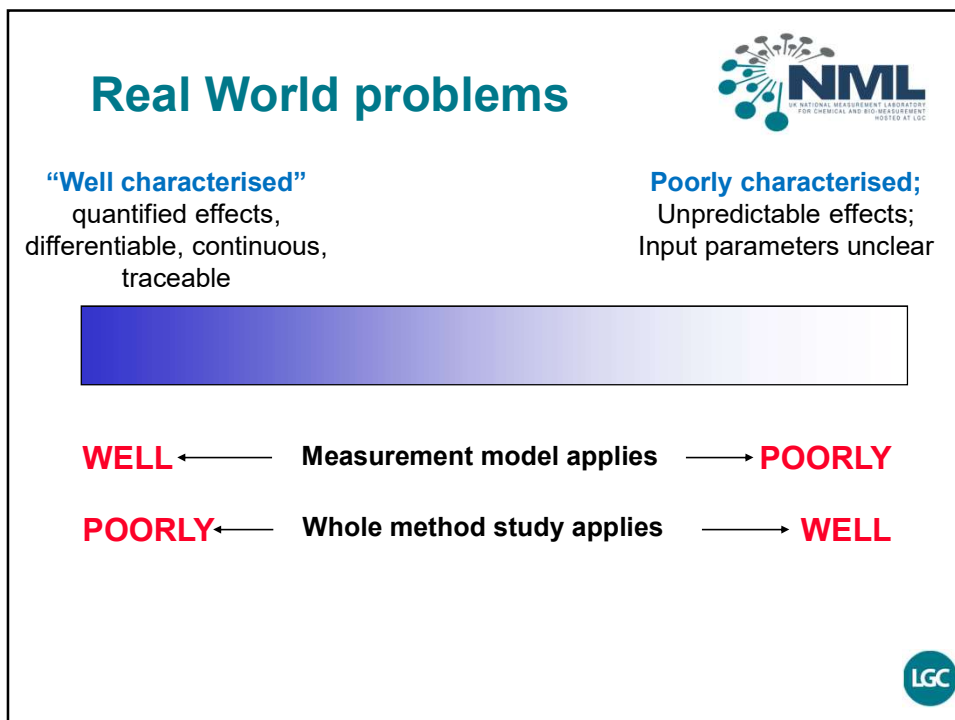 Real World problems
NML
UK NATIONAL MEASUREMENT LABORATORY
FOR CHEMICAL AND BIO-MEASUREMENT
HOSTED AT LGC
“Well characterised”
quantified effects,
differentiable, continuous,
traceable
Poorly characterised;
Unpredictable effects;
Input parameters unclear
WELL Measurement model applies POORLY
POORLY Whole method study applies WELL
LGC